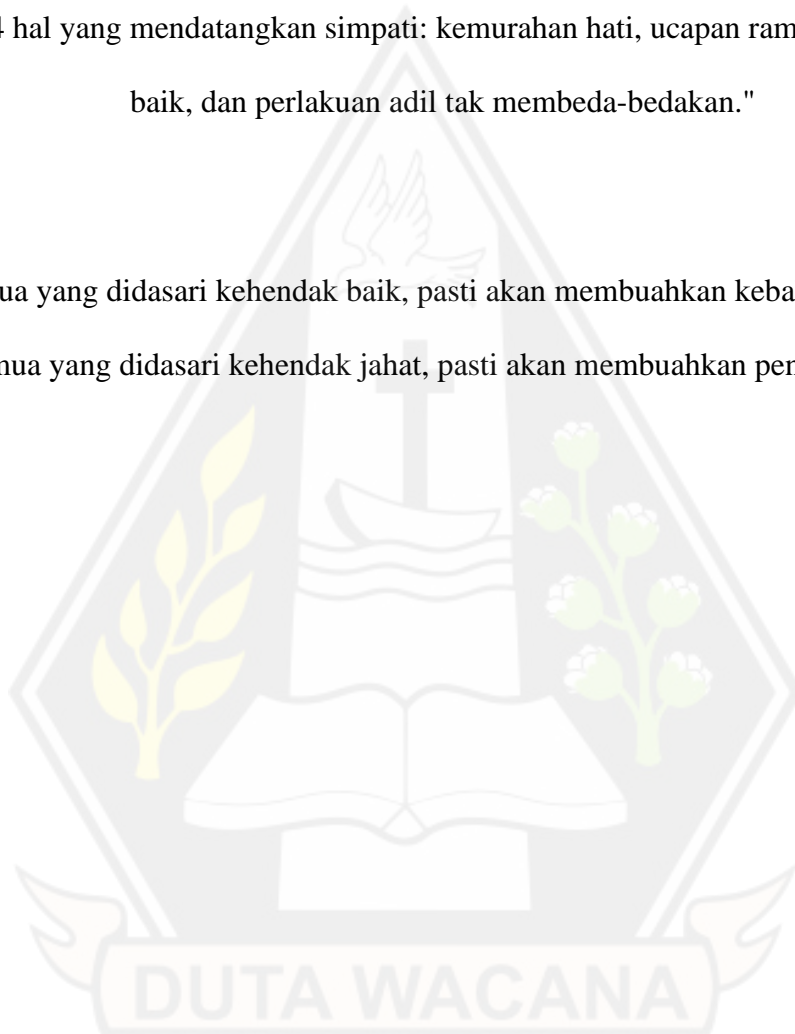 4 hal yang mendatangkan simpati: kemurahan hati, ucapan ram
baik, dan perlakuan adil tak membeda-bedakan."
ua yang didasari kehendak baik, pasti akan membuahkan keba
nua yang didasari kehendak jahat, pasti akan membuahkan pen
DUTA WACANA